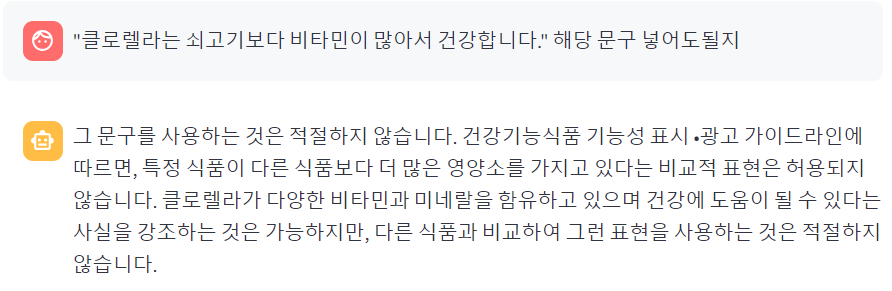 "클로렐라는 쇠고기보다 비타민이 많아서 건강합니다." 해당 문구 넣어도될지
그 문구를 사용하는 것은 적절하지 않습니다. 건강기능식품 기능성 표시 •광고 가이드라인에
따르면, 특정 식품이 다른 식품보다 더 많은 영양소를 가지고 있다는 비교적 표현은 허용되지
않습니다. 클로렐라가 다양한 비타민과 미네랄을 함유하고 있으며 건강에 도움이 될 수 있다는
사실을 강조하는 것은 가능하지만, 다른 식품과 비교하여 그런 표현을 사용하는 것은 적절하지
않습니다.